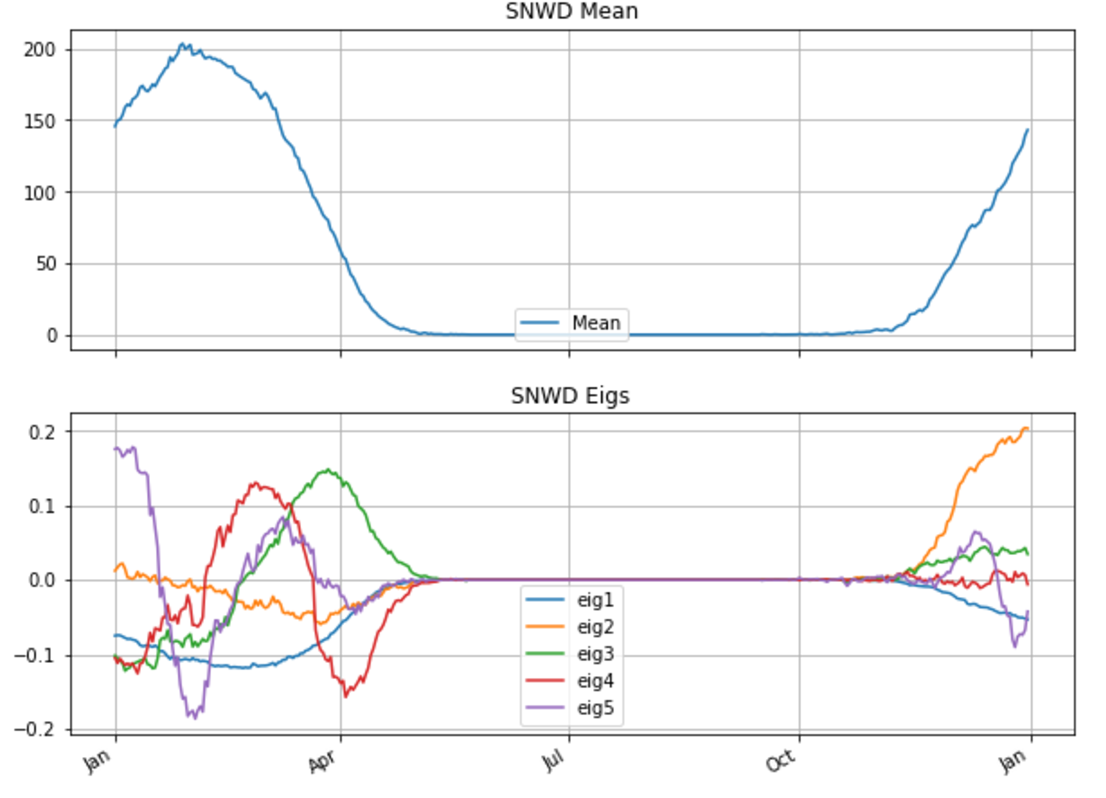 SNWD Mean
200
150
100
50
0
Mean
SNWD Eigs
0.2
0.1
0.0
−0.1
−0.2
eig1
eig2
eig3
eig4
eig5
Jan Apr Jul Oct Jan